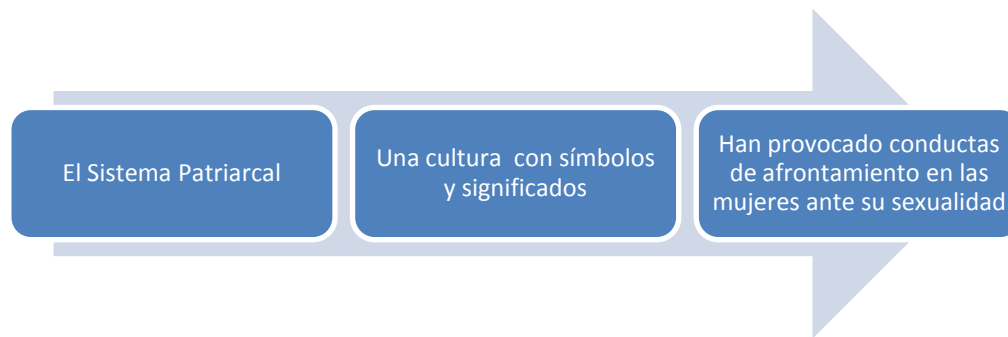 El Sistema Patriarcal
Una cultura con símbolos
y significados
Han provocado conductas
de afrontamiento en las
mujeres ante su sexualidad